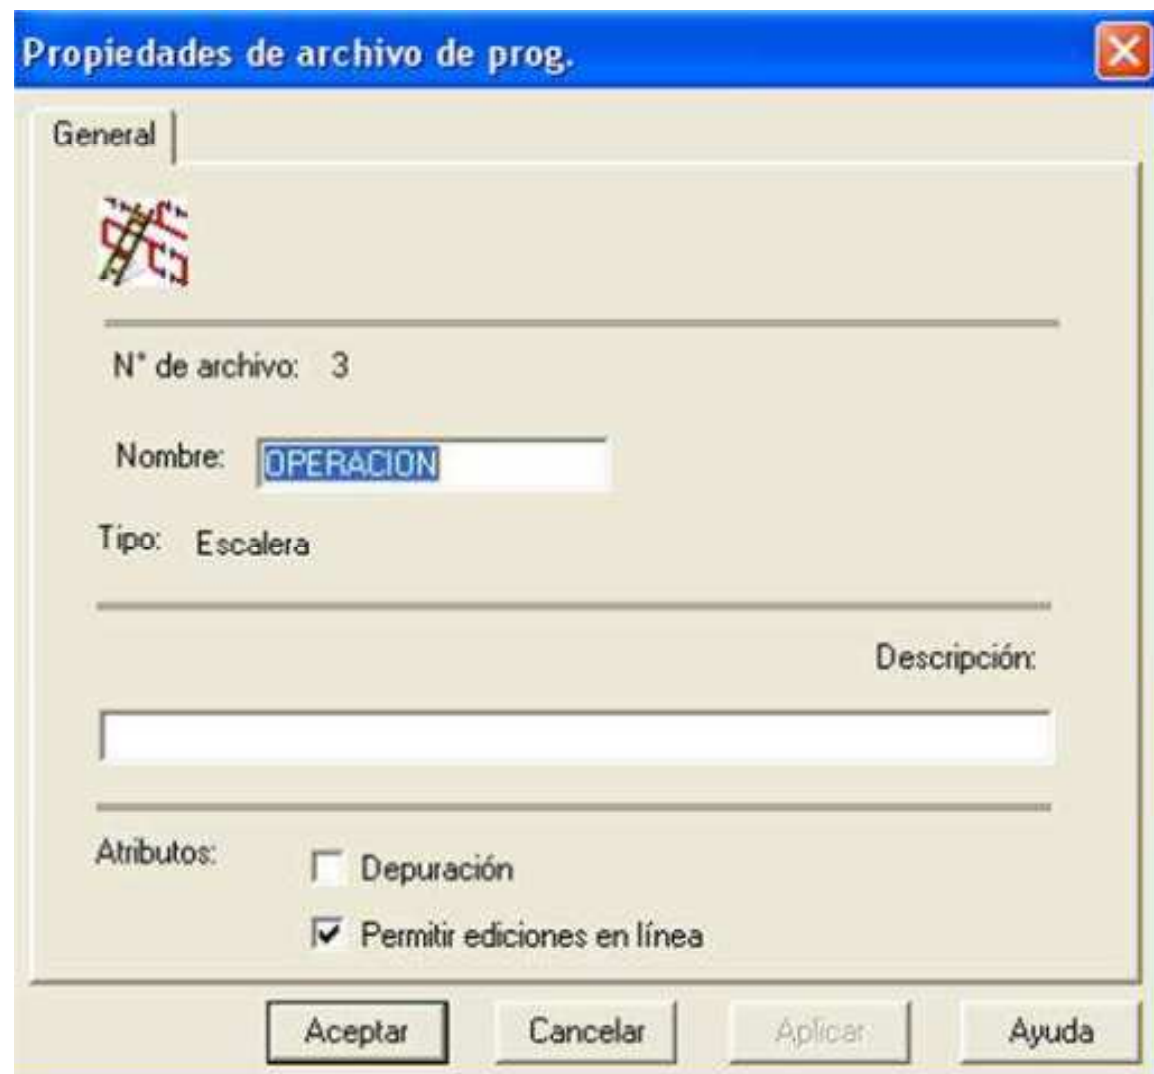 Propiedades de archivo de prog.
General
N° de archivo: 3
Nombre: OPERACION
Tipo: Escalera
Descripción:
Atributos: Depuración
Permitir ediciones en línea
Aceptar Cancelar Aplicar Ayuda